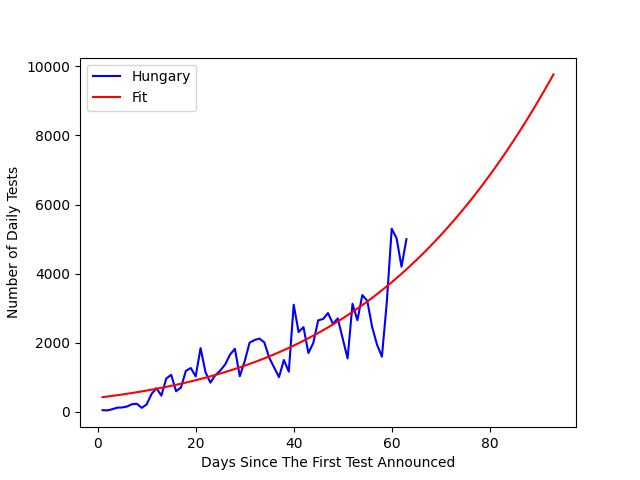 Hungary
Fit
10000
8000
6000
4000
2000
0
Number of Daily Tests
0 20 40 60 80
Days Since The First Test Announced